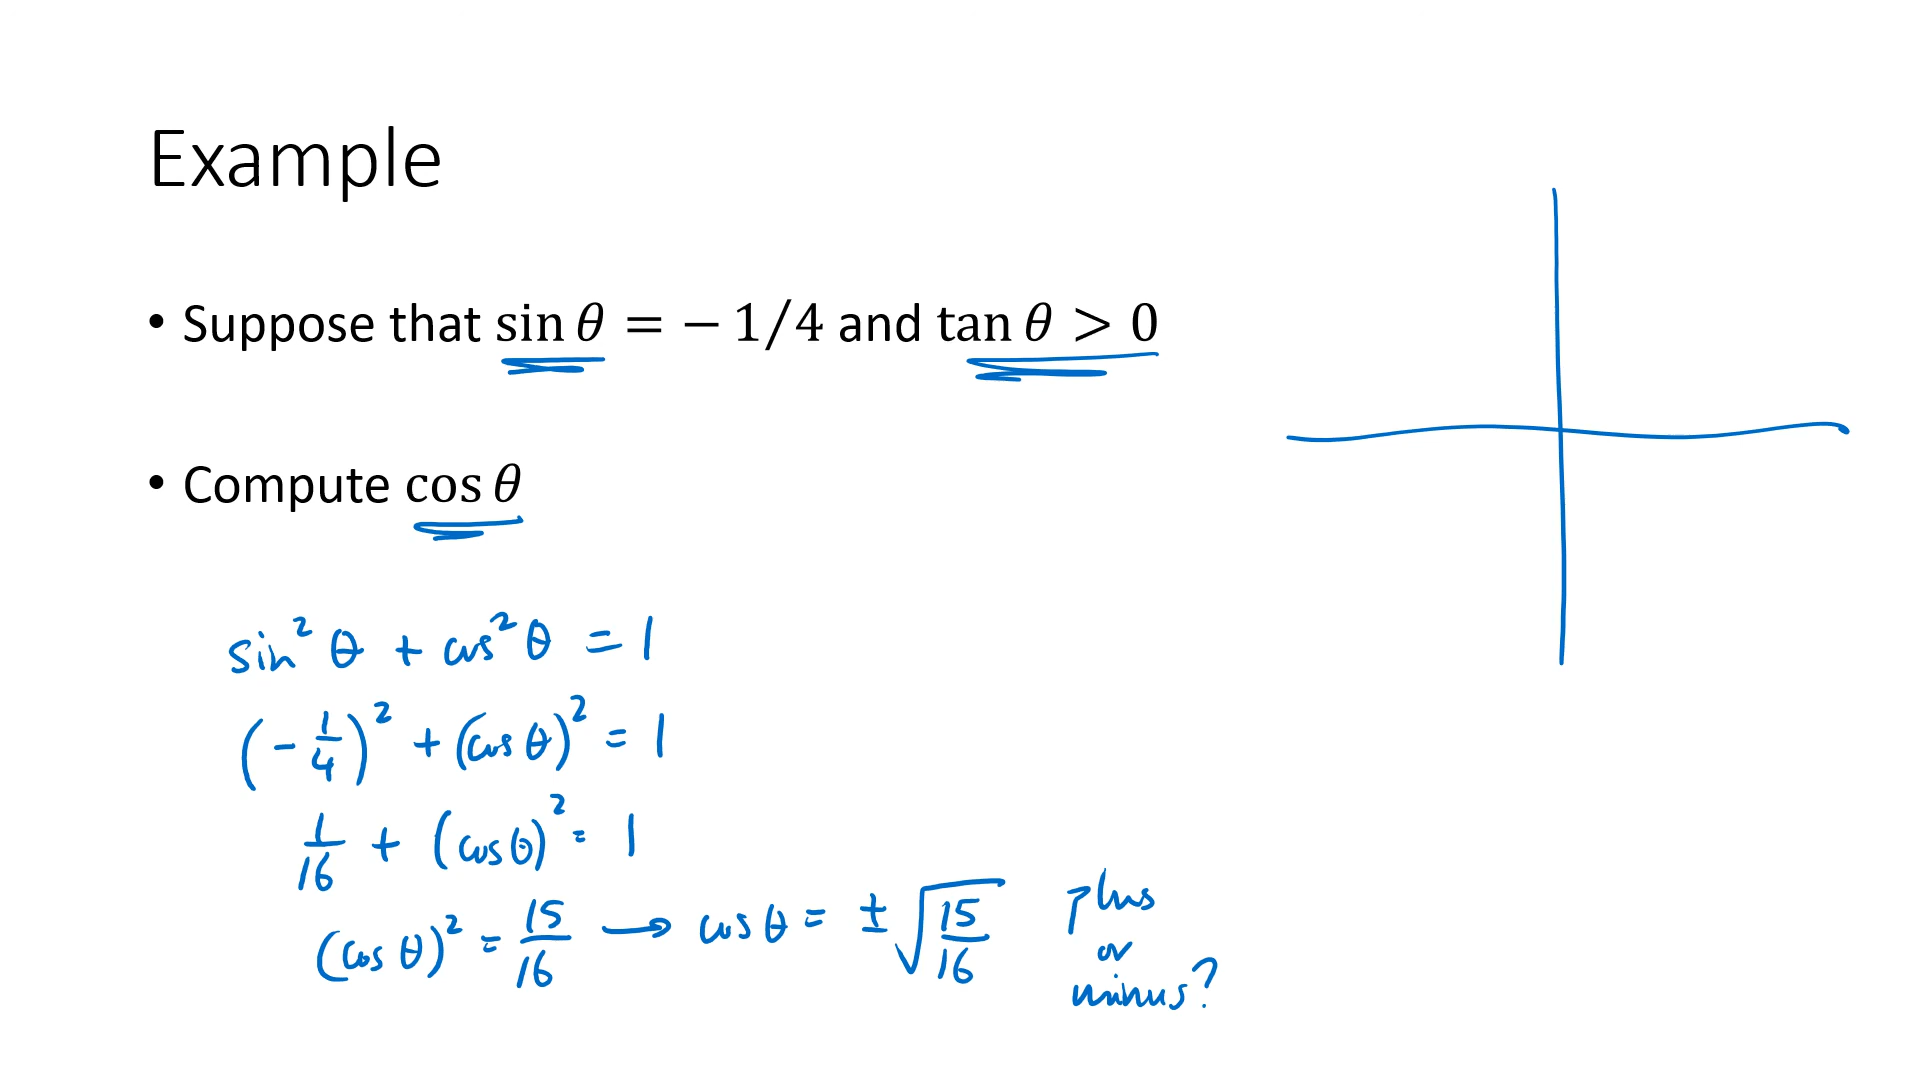 Example
• Suppose that sin θ = − 1/4 and tan θ > 0
• Compute cos θ
sin² θ + cos² θ = 1
(− 1/4)² + (cos θ)² = 1
1/16 + (cos θ)² = 1
(cos θ)² = 15/16 → cos θ = ± √(15/16)
plus
or
minus?